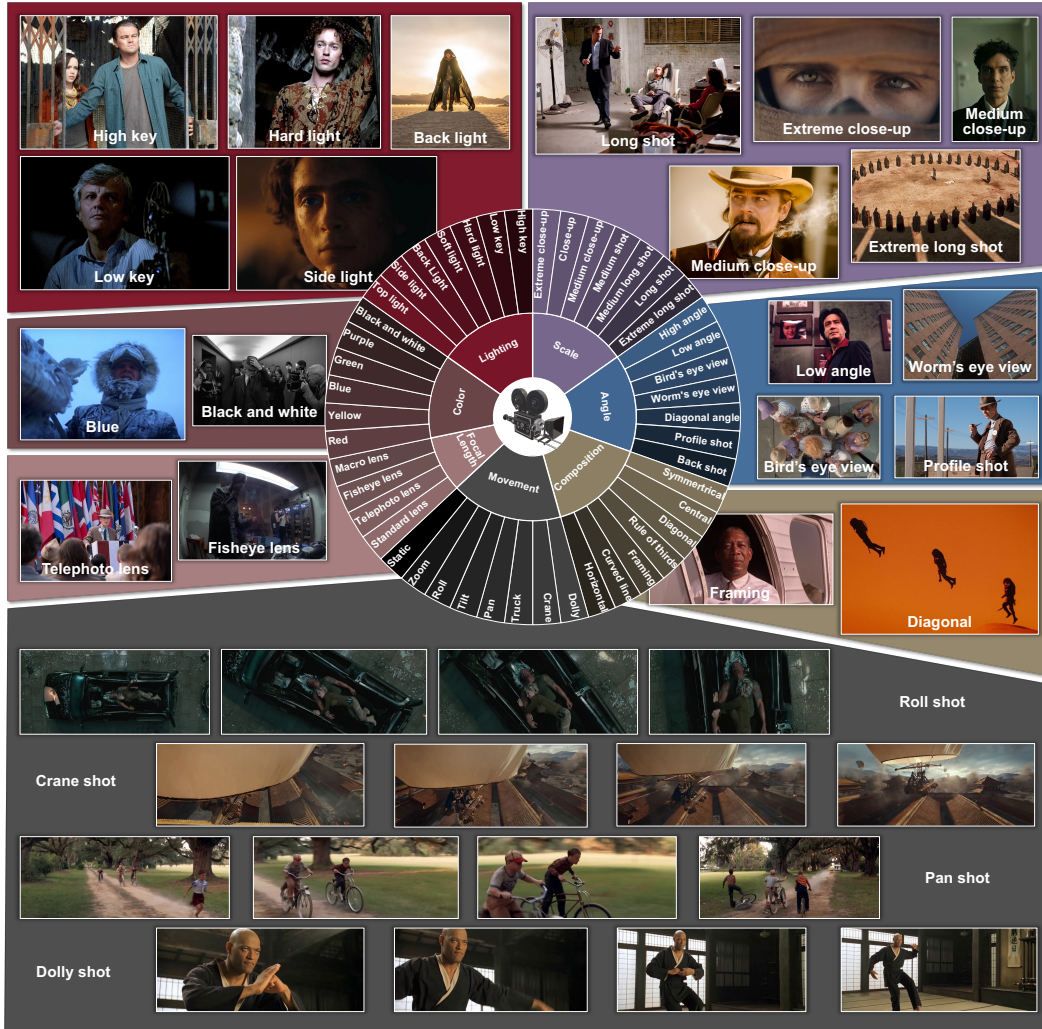 High key
Hard light
Back light
Low key
Side light
Long shot
Extreme close-up
Medium
close-up
Medium close-up
Extreme long shot
Blue
Black and white
Low angle
Worm's eye view
Bird's eye view
Profile shot
Telephoto lens
Fisheye lens
Framing
Diagonal
Lighting
Scale
Angle
Composition
Movement
Focal
Length
Color
High key
Low key
Hard light
Soft light
Back Light
Side light
Top light
Extreme close-up
Close-up
Medium close-up
Medium shot
Medium long shot
Long shot
Extreme long shot
High angle
Low angle
Bird's eye view
Worm's eye view
Diagonal angle
Profile shot
Back shot
Symmertrical
Central
Diagonal
Rule of thirds
Framing
Curved line
Horizontal
Dolly
Crane
Truck
Pan
Tilt
Roll
Zoom
Static
Standard lens
Telephoto lens
Fisheye lens
Macro lens
Red
Yellow
Blue
Green
Purple
Black and white
Roll shot
Crane shot
Pan shot
Dolly shot